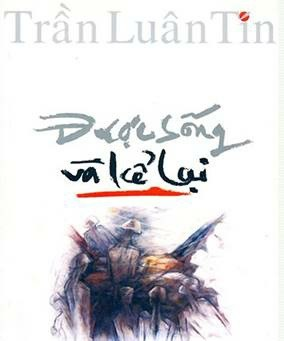 Trần Luân Tín
Được sống
và kể lại